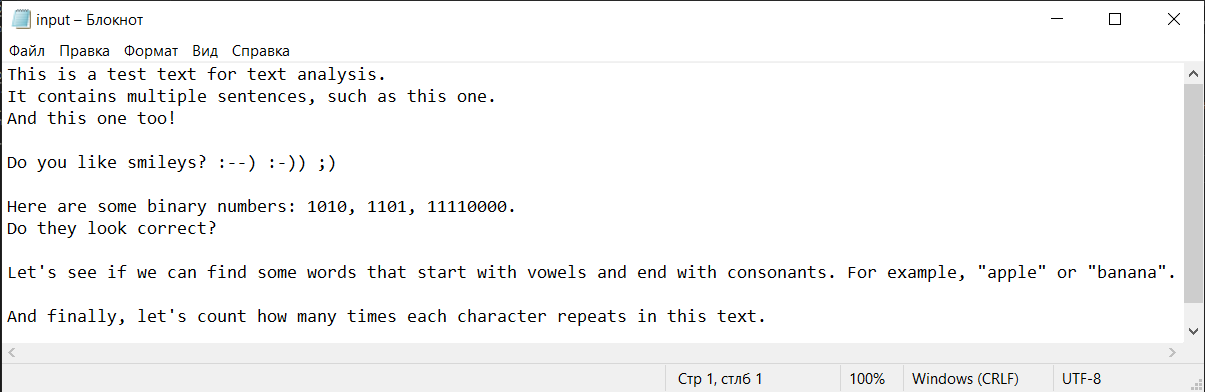 input – Блокнот
Файл Правка Формат Вид Справка
This is a test text for text analysis.
It contains multiple sentences, such as this one.
And this one too!
Do you like smileys? :--) :-)) ;)
Here are some binary numbers: 1010, 1101, 11110000.
Do they look correct?
Let's see if we can find some words that start with vowels and end with consonants. For example, "apple" or "banana".
And finally, let's count how many times each character repeats in this text.
Стр 1, стлб 1 100% Windows (CRLF) UTF-8